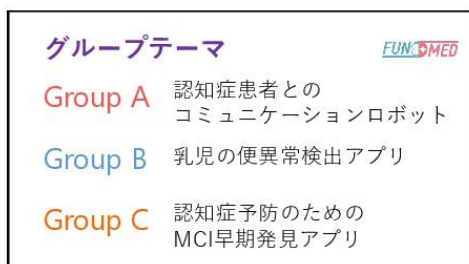 グループテーマ
FUN MED
Group A 認知症患者との
コミュニケーションロボット
Group B 乳児の便異常検出アプリ
Group C 認知症予防のための
MCI早期発見アプリ